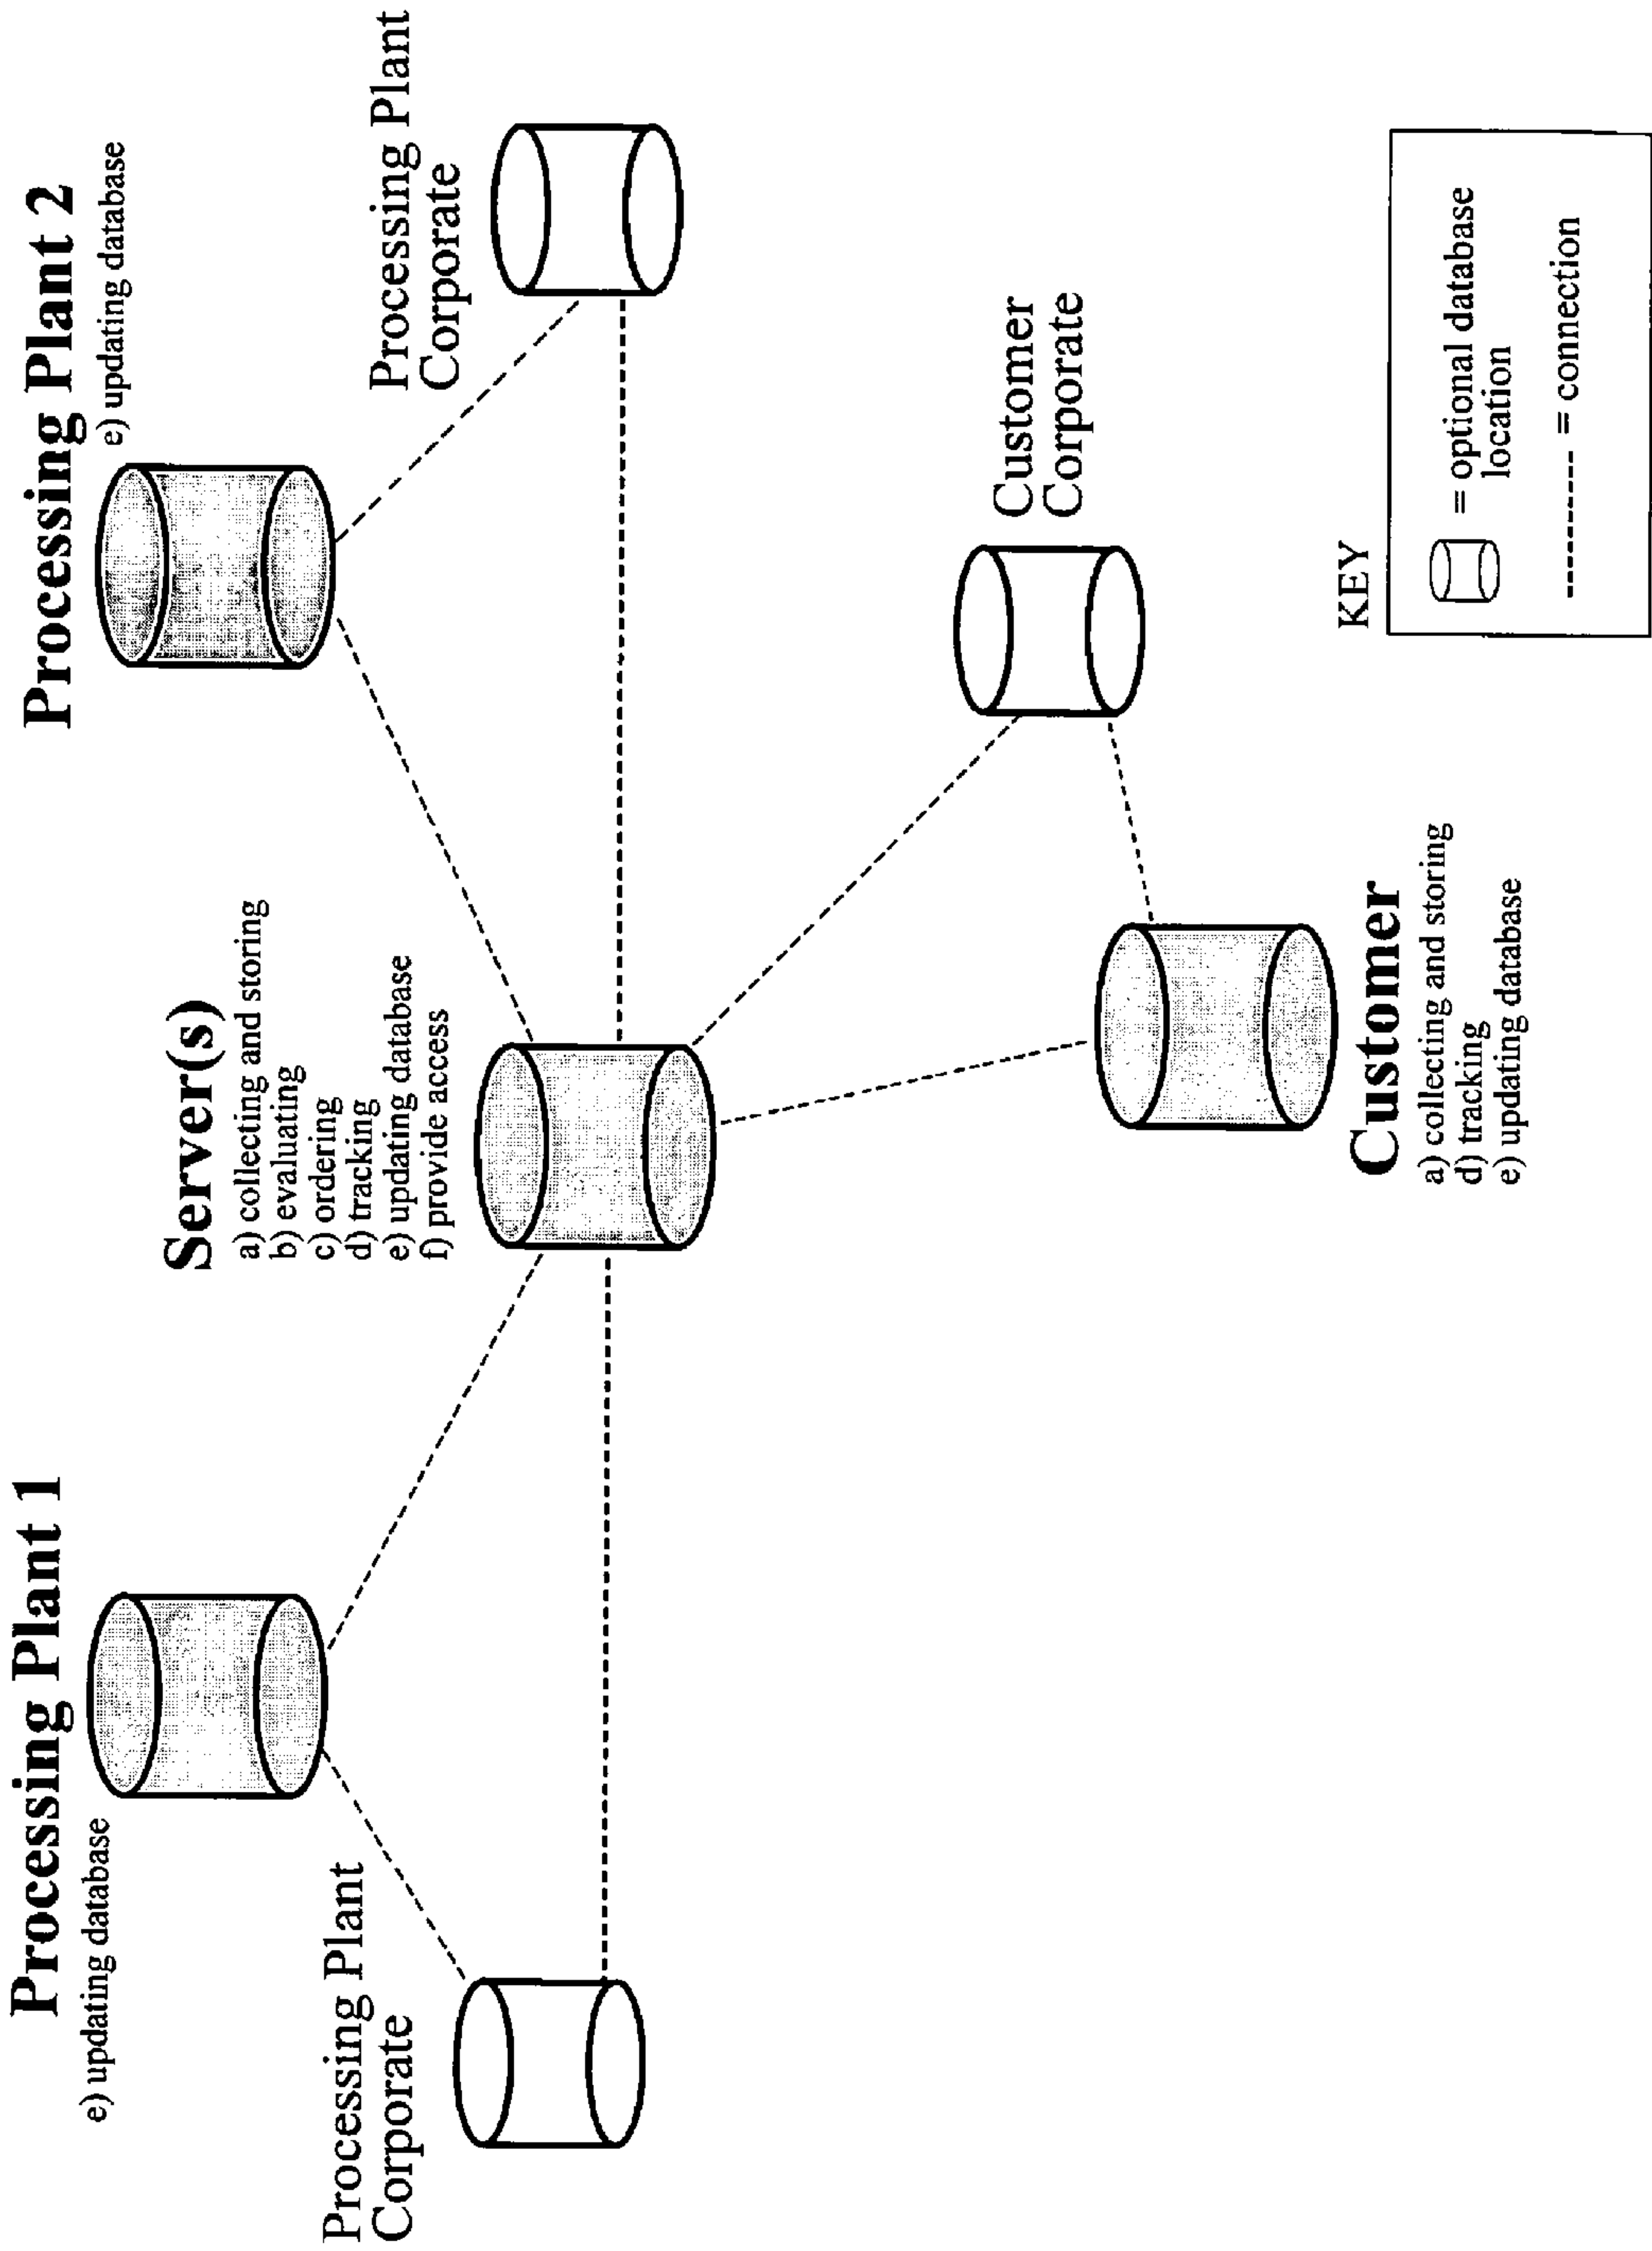 Processing Plant 1
e) updating database
Processing Plant
Corporate
Server(s)
a) collecting and storing
b) evaluating
c) ordering
d) tracking
e) updating database
f) provide access
Processing Plant 2
e) updating database
Processing Plant
Corporate
Customer
Corporate
Customer
a) collecting and storing
d) tracking
e) updating database
KEY
= optional database
location
= connection